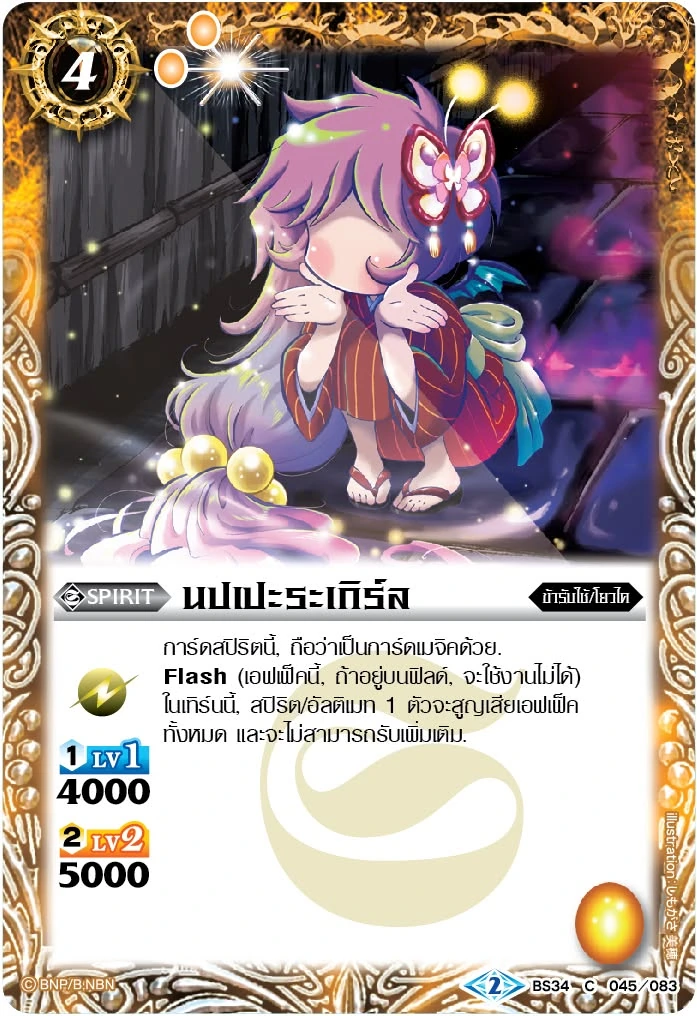 4
SPIRIT นปเปะระเกิร์ล ข้ารับใช้/โยวไค
การ์ดสปิริตนี้, ถือว่าเป็นการ์ดเมจิคด้วย.
Flash (เอฟเฟ็คนี้, ถ้าอยู่บนฟิลด์, จะใช้งานไม่ได้)
ในเทิร์นนี้, สปิริต/อัลติเมท 1 ตัวจะสูญเสียเอฟเฟ็ค
ทั้งหมด และจะไม่สามารถรับเพิ่มเติม.
1 LV1
4000
2 LV2
5000
illustration: しもがさ 美穂
©BNP/B.NBN
2 BS34 C 045/083